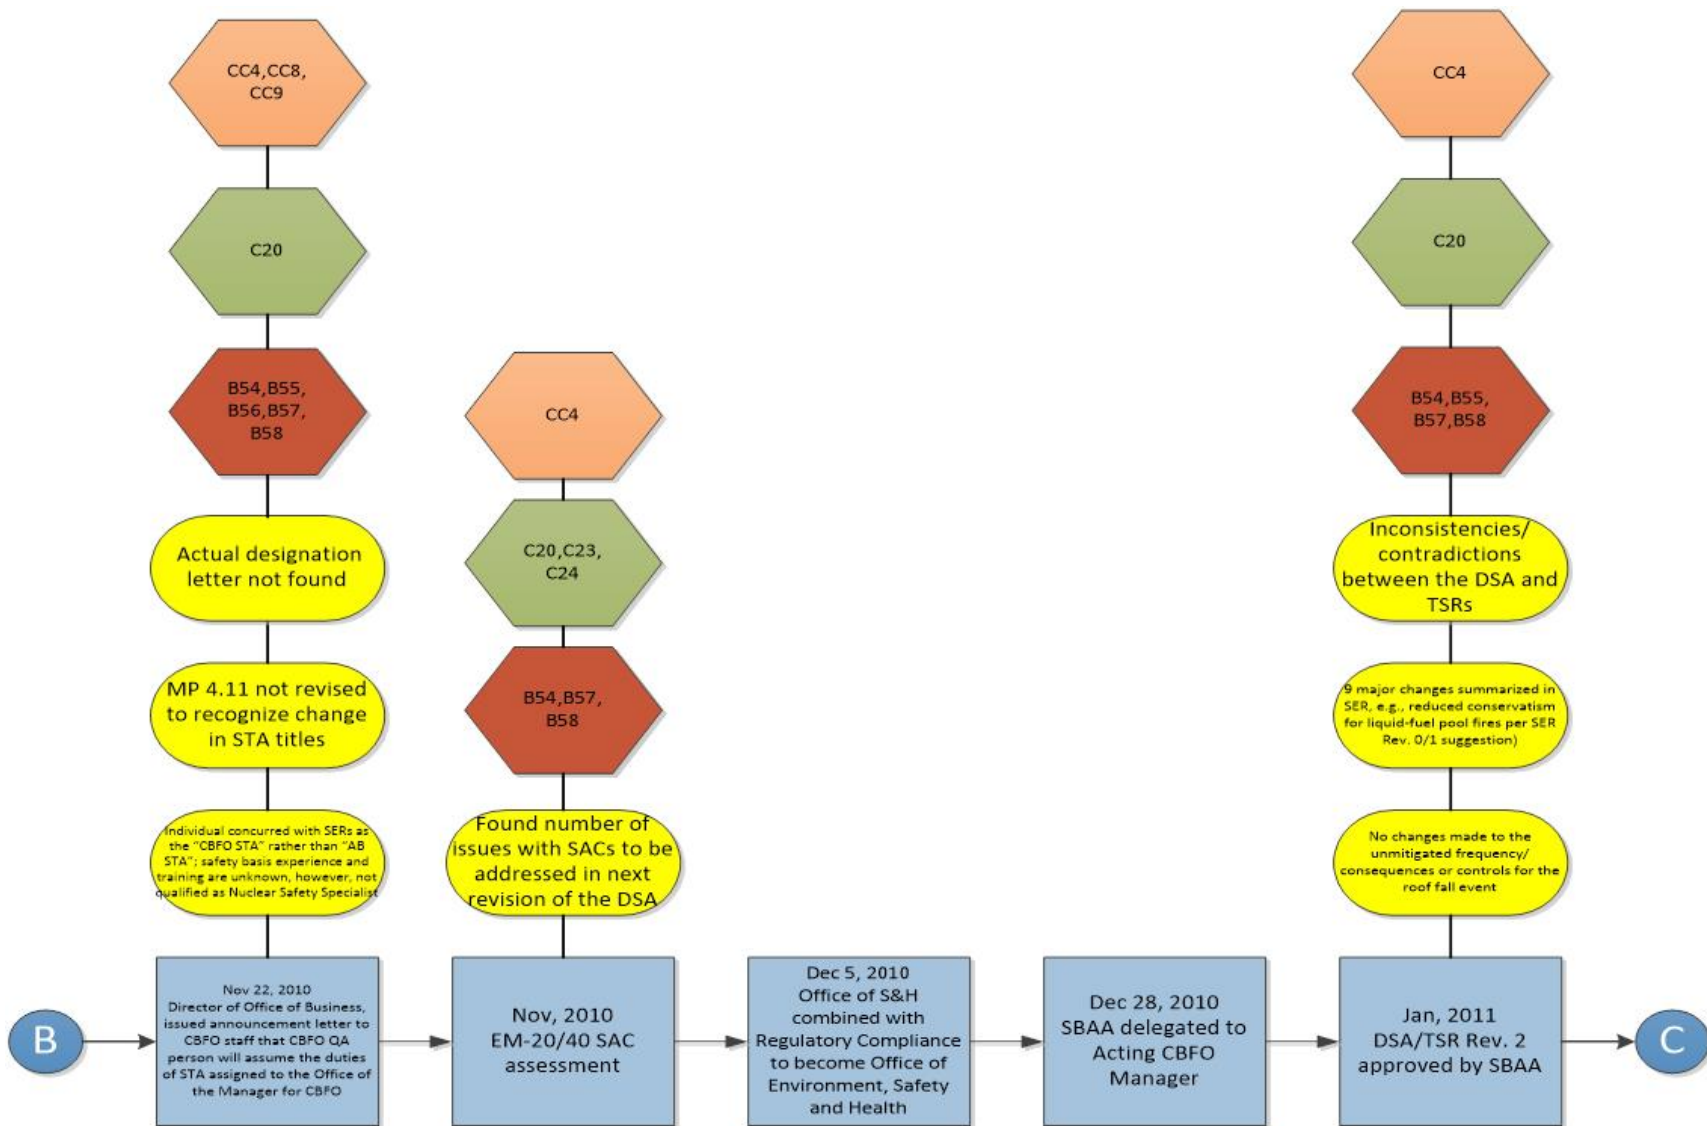 CC4,CC8,
CC9
C20
B54,B55,
B56,B57,
B58
Actual designation
letter not found
MP 4.11 not revised
to recognize change
in STA titles
Individual concurred with SERs as
the "CBFO STA" rather than "AB
STA"; safety basis experience and
training are unknown, however, not
qualified as Nuclear Safety Specialist
CC4
C20,C23,
C24
B54,B57,
B58
Found number of
issues with SACs to be
addressed in next
revision of the DSA
CC4
C20
B54,B55,
B57,B58
Inconsistencies/
contradictions
between the DSA and
TSRs
9 major changes summarized in
SER, e.g., reduced conservatism
for liquid-fuel pool fires per SER
Rev. 0/1 suggestion)
No changes made to the
unmitigated frequency/
consequences or controls for the
roof fall event
B
Nov 22, 2010
Director of Office of Business,
issued announcement letter to
CBFO staff that CBFO QA
person will assume the duties
of STA assigned to the Office of
the Manager for CBFO
Nov, 2010
EM-20/40 SAC
assessment
Dec 5, 2010
Office of S&H
combined with
Regulatory Compliance
to become Office of
Environment, Safety
and Health
Dec 28, 2010
SBAA delegated to
Acting CBFO
Manager
Jan, 2011
DSA/TSR Rev. 2
approved by SBAA
C